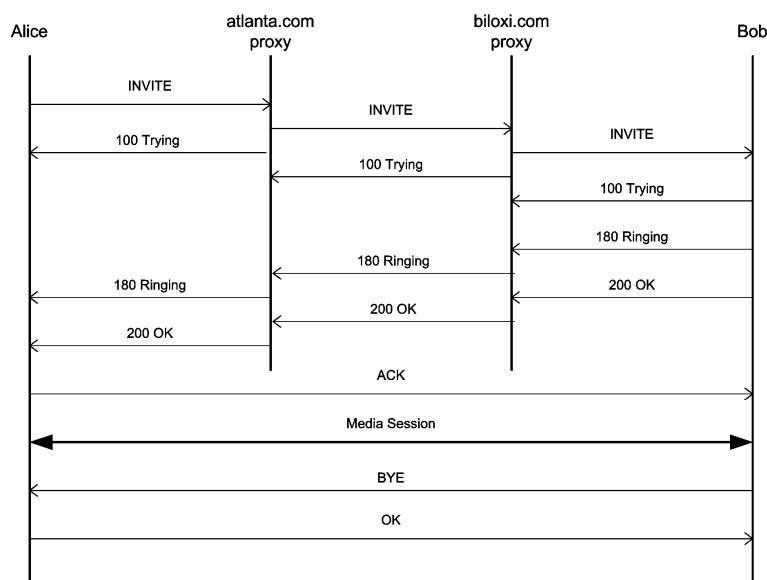 Alice
atlanta.com
proxy
biloxi.com
proxy
Bob
INVITE
INVITE
INVITE
100 Trying
100 Trying
100 Trying
180 Ringing
180 Ringing
180 Ringing
200 OK
200 OK
200 OK
ACK
Media Session
BYE
OK